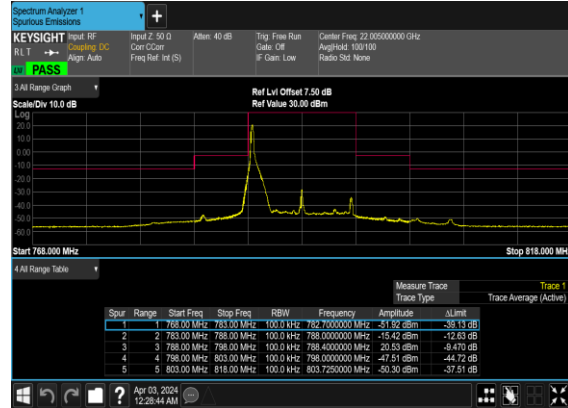 Spectrum Analyzer 1
Spurious Emissions
+
KEYSIGHT Input: RF Input Z: 50 Ω Atten: 40 dB Trig: Free Run Center Freq: 22.005000000 GHz
RLT Coupling: DC Corr CCorr Gate: Off Avg|Hold: 100/100
Align: Auto Freq Ref: Int (S) IF Gain: Low Radio Std: None
PASS
3 All Range Graph
Ref Lvl Offset 7.50 dB
Scale/Div 10.0 dB Ref Value 30.00 dBm
Log
20.0
10.0
0.00
-10.0
-20.0
-30.0
-40.0
-50.0
-60.0
Start 768.000 MHz Stop 818.000 MH
4 All Range Table
Measure Trace Trace 1
Trace Type Trace Average (Active)
Spur Range Start Freq Stop Freq RBW Frequency Amplitude ΔLimit
1 1 768.00 MHz 783.00 MHz 100.0 kHz 782.7000000 MHz -51.92 dBm -39.13 dB
2 2 783.00 MHz 788.00 MHz 100.0 kHz 788.0000000 MHz -15.42 dBm -12.63 dB
3 3 788.00 MHz 798.00 MHz 100.0 kHz 788.4000000 MHz 20.53 dBm -9.470 dB
4 4 798.00 MHz 803.00 MHz 100.0 kHz 798.0000000 MHz -47.51 dBm -44.72 dB
5 5 803.00 MHz 818.00 MHz 100.0 kHz 803.7250000 MHz -50.30 dBm -37.51 dB
? Apr 03, 2024
12:28:44 AM